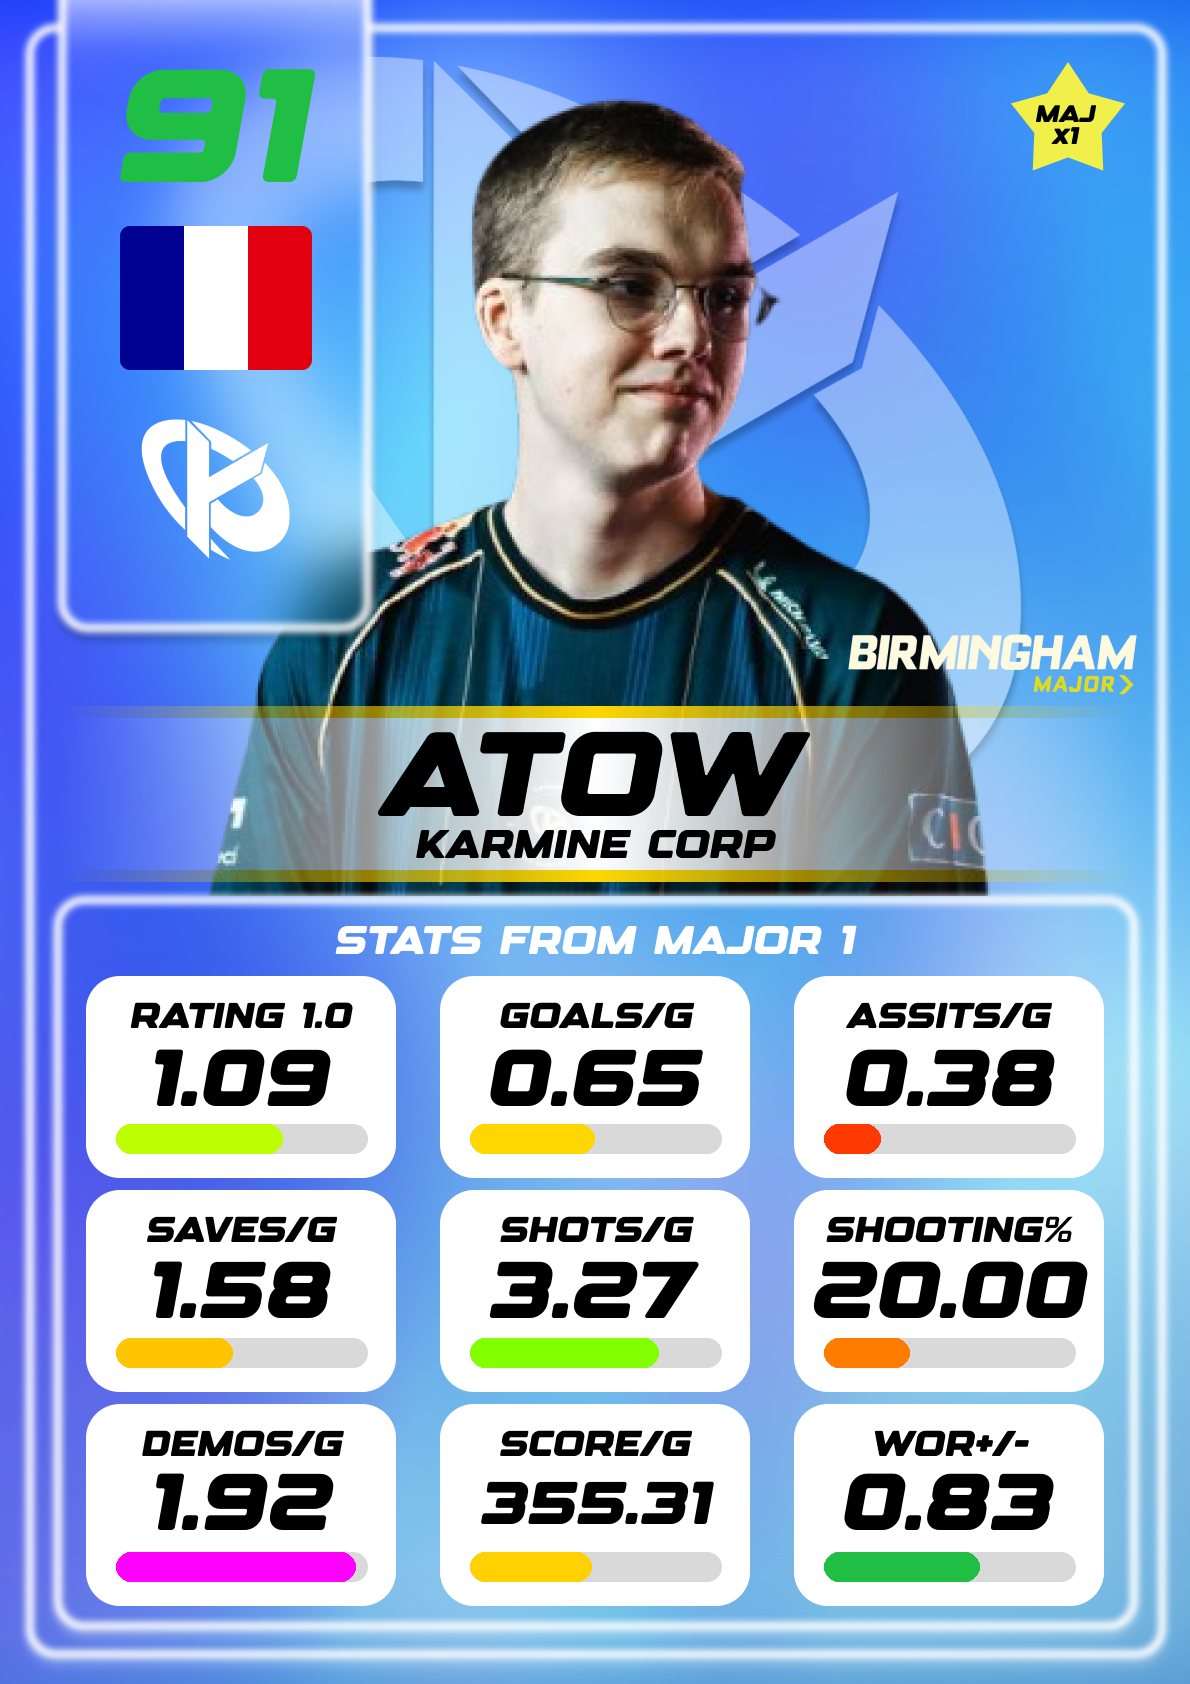 91
MAJ
x1
BIRMINGHAM
MAJOR
ATOW
KARMINE CORP
STATS FROM MAJOR 1
RATING 1.0
1.09
GOALS/G
0.65
ASSITS/G
0.38
SAVES/G
1.58
SHOTS/G
3.27
SHOOTING%
20.00
DEMOS/G
1.92
SCORE/G
355.31
WOR+/-
0.83